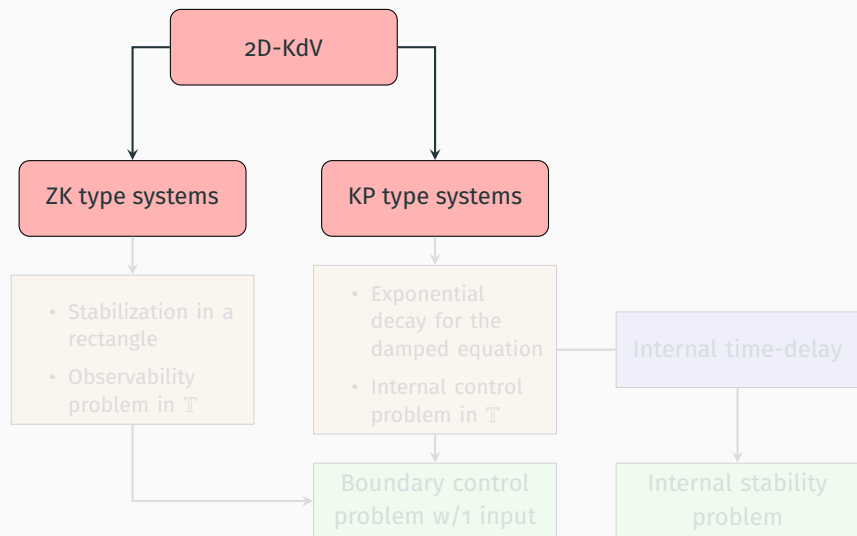 2D-KdV
ZK type systems
KP type systems
• Stabilization in a
rectangle
• Observability
problem in 𝕋
• Exponential
decay for the
damped equation
• Internal control
problem in 𝕋
Internal time-delay
Boundary control
problem w/1 input
Internal stability
problem